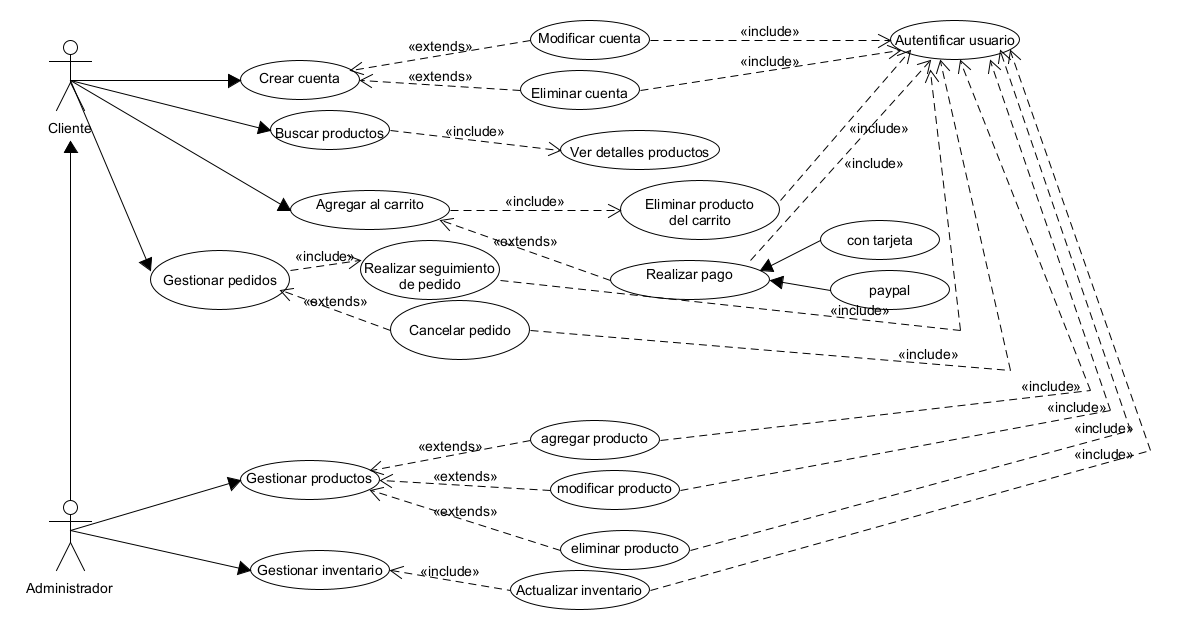 Modificar cuenta
«include»
Autentificar usuario
«extends»
Crear cuenta
«extends»
Eliminar cuenta
«include»
Cliente
Buscar productos
«include»
Ver detalles productos
«include»
«include»
Agregar al carrito
«include»
Eliminar producto
del carrito
«extends»
con tarjeta
Gestionar pedidos
«include»
Realizar seguimiento
de pedido
Realizar pago
paypal
«extends»
«include»
Cancelar pedido
«include»
«include»
«include»
«include»
«include»
«extends»
agregar producto
Gestionar productos
«extends»
modificar producto
«extends»
eliminar producto
Gestionar inventario
«include»
Actualizar inventario
Administrador